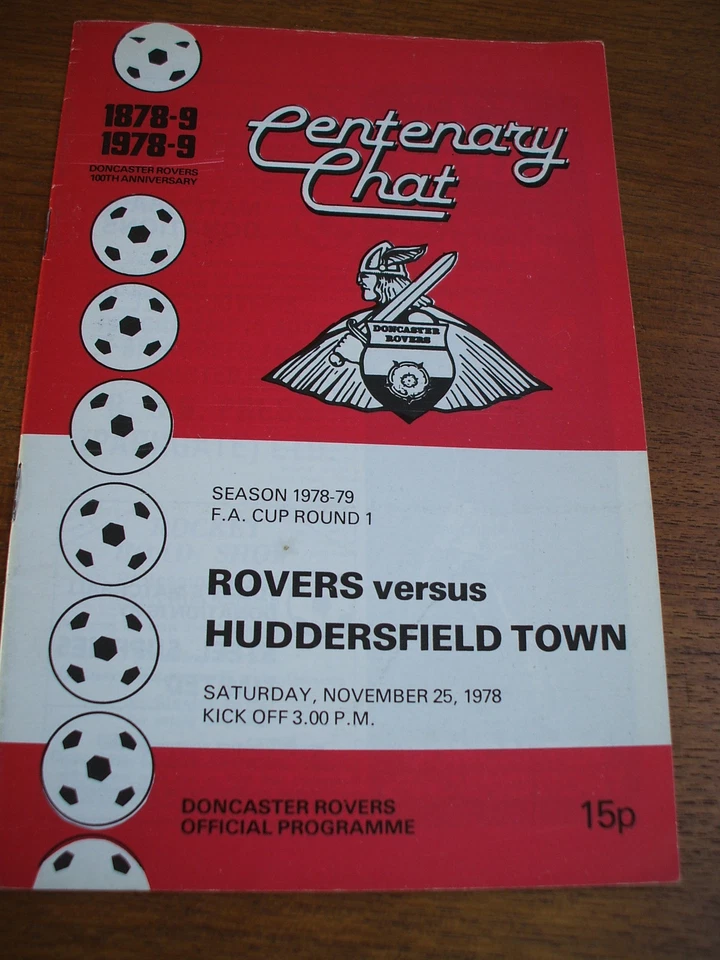 1878-9
1978-9
DONCASTER ROVERS
100TH ANNIVERSARY
Centenary
Chat
DONCASTER
ROVERS
SEASON 1978-79
F.A. CUP ROUND 1
ROVERS versus
HUDDERSFIELD TOWN
SATURDAY, NOVEMBER 25, 1978
KICK OFF 3.00 P.M.
DONCASTER ROVERS
OFFICIAL PROGRAMME
15p